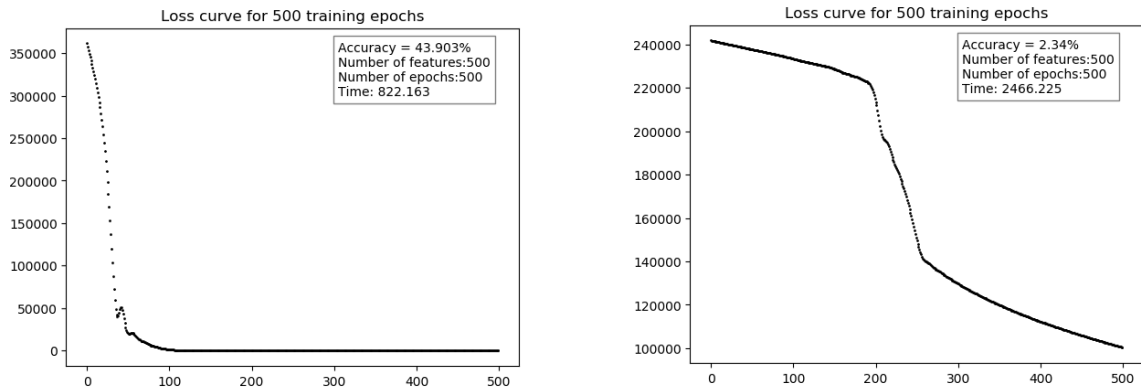 Loss curve for 500 training epochs
350000
300000
250000
200000
150000
100000
50000
0
0
100
200
300
400
500
Accuracy = 43.903%
Number of features:500
Number of epochs:500
Time: 822.163
Loss curve for 500 training epochs
240000
220000
200000
180000
160000
140000
120000
100000
0
100
200
300
400
500
Accuracy = 2.34%
Number of features:500
Number of epochs:500
Time: 2466.225